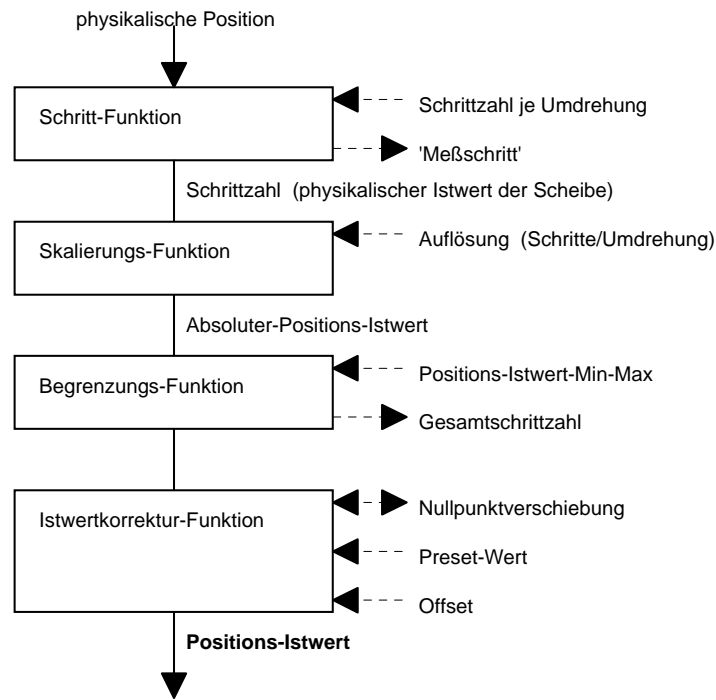 physikalische Position
Schritt-Funktion
Schrittzahl je Umdrehung
'Meßschritt'
Schrittzahl (physikalischer Istwert der Scheibe)
Skalierungs-Funktion
Auflösung (Schritte/Umdrehung)
Absoluter-Positions-Istwert
Begrenzungs-Funktion
Positions-Istwert-Min-Max
Gesamtschrittzahl
Istwertkorrektur-Funktion
Nullpunktverschiebung
Preset-Wert
Offset
Positions-Istwert